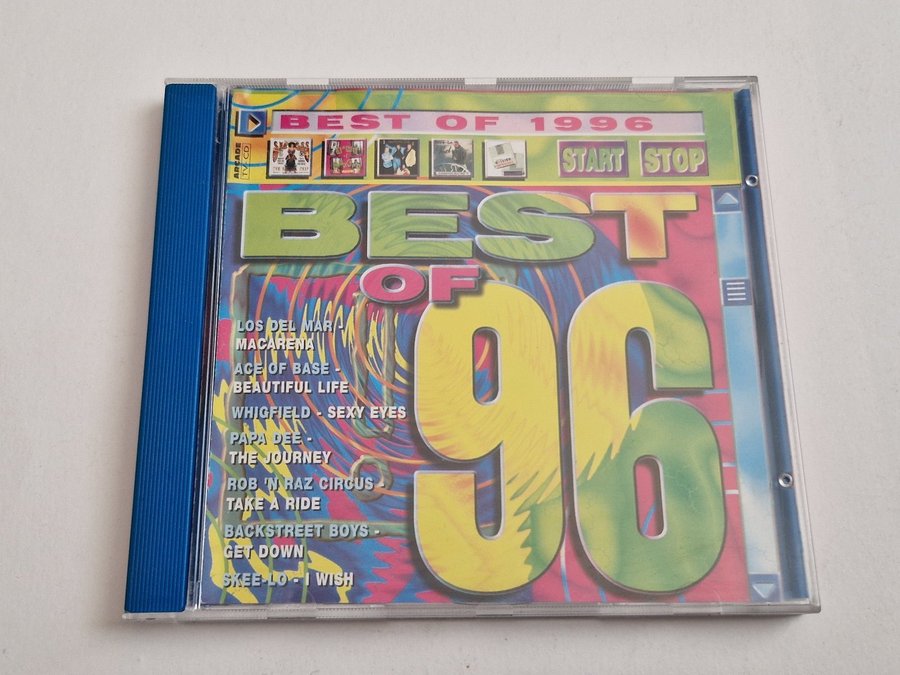 BEST OF 1996
ARCADE
TV CD
START STOP
BEST
OF
96
LOS DEL MAR -
MACARENA
ACE OF BASE -
BEAUTIFUL LIFE
WHIGFIELD - SEXY EYES
PAPA DEE -
THE JOURNEY
ROB 'N RAZ CIRCUS -
TAKE A RIDE
BACKSTREET BOYS -
GET DOWN
SKEE-LO - I WISH